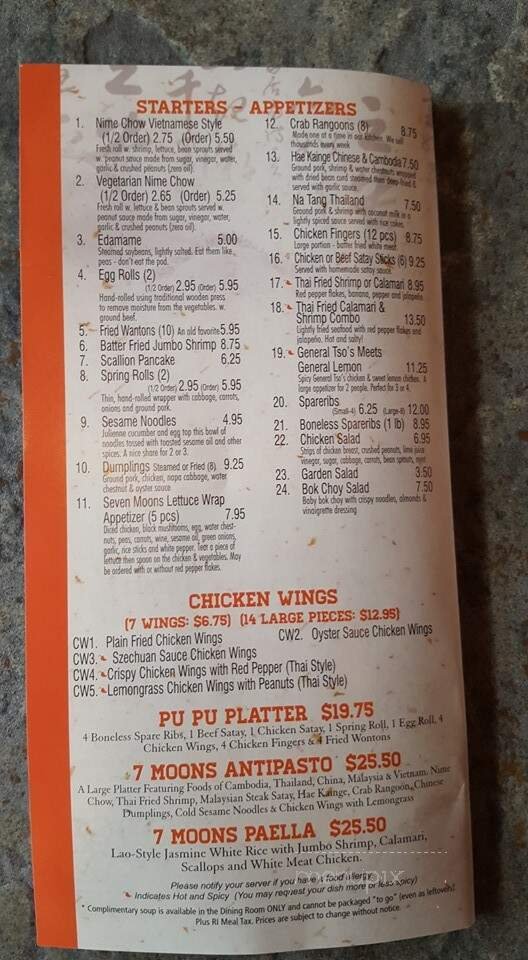 STARTERS - APPETIZERS
1. Nime Chow Vietnamese Style
(1/2 Order) 2.75 (Order) 5.50
Fresh roll w. shrimp, lettuce, bean sprouts served
w. peanut sauce made from sugar, vinegar, water,
garlic & crushed peanuts (zero oil).
2. Vegetarian Nime Chow
(1/2 Order) 2.65 (Order) 5.25
Fresh roll w. lettuce & bean sprouts served w.
peanut sauce made from sugar, vinegar, water,
garlic & crushed peanuts (zero oil).
3. Edamame 5.00
Steamed soybeans, lightly salted. Eat them like
peas - don't eat the pod.
4. Egg Rolls (2)
(1/2 Order) 2.95 (Order) 5.95
Hand-rolled using traditional wooden press
to remove moisture from the vegetables. w.
ground beef.
5. Fried Wantons (10) An old favorite 5.95
6. Batter Fried Jumbo Shrimp 8.75
7. Scallion Pancake 6.25
8. Spring Rolls (2)
(1/2 Order) 2.95 (Order) 5.95
Thin, hand-rolled wrapper with cabbage, carrots,
onions and ground pork.
9. Sesame Noodles 4.95
Julienne cucumber and egg top this bowl of
noodles tossed with toasted sesame oil and other
spices. A nice share for 2 or 3.
10. Dumplings Steamed or Fried (8) 9.25
Ground pork, chicken, napa cabbage, water
chestnut & oyster sauce
11. Seven Moons Lettuce Wrap
Appetizer (5 pcs) 7.95
Diced chicken, black mushrooms, egg, water chest-
nuts, peas, carrots, wine, sesame oil, green onions,
garlic, rice sticks and white pepper. Tear a piece of
lettuce then spoon on the chicken & vegetables. May
be ordered with or without red pepper flakes.
12. Crab Rangoons (8) 8.75
Made one at a time in our kitchen. We sell
thousands every week
13. Hae Kainge Chinese & Cambodia 7.50
Ground pork, shrimp & water chestnuts wrapped
with dried bean curd steamed then deep-fried &
served with garlic sauce.
14. Na Tang Thailand 7.50
Ground pork & shrimp with coconut milk in a
lightly spiced sauce served with rice cakes.
15. Chicken Fingers (12 pcs) 8.75
Large portion - batter fried white meat
16. Chicken or Beef Satay Sticks (6) 9.25
Served with homemade satay sauce.
17. Thai Fried Shrimp or Calamari 8.95
Red pepper flakes, banana, pepper and jalapeño.
18. Thai Fried Calamari &
Shrimp Combo 13.50
Lightly fried seafood with red pepper flakes and
jalapeño. Hot and salty!
19. General Tso's Meets
General Lemon 11.25
Spicy General Tso's chicken & sweet lemon chicken. A
large appetizer for 2 people. Perfect for 3 or 4.
20. Spareribs
(Small-4) 6.25 (Large-8) 12.00
21. Boneless Spareribs (1 lb) 8.95
22. Chicken Salad 6.95
Strips of chicken breast, crushed peanuts, lime juice
vinegar, sugar, cabbage, carrots, bean sprouts, mint
23. Garden Salad 3.50
24. Bok Choy Salad 7.50
Baby bok choy with crispy noodles, almonds &
vinaigrette dressing
CHICKEN WINGS
(7 WINGS: $6.75) (14 LARGE PIECES: $12.95)
CW1. Plain Fried Chicken Wings
CW2. Oyster Sauce Chicken Wings
CW3. Szechuan Sauce Chicken Wings
CW4. Crispy Chicken Wings with Red Pepper (Thai Style)
CW5. Lemongrass Chicken Wings with Peanuts (Thai Style)
PU PU PLATTER $19.75
4 Boneless Spare Ribs, 1 Beef Satay, 1 Chicken Satay, 1 Spring Roll, 1 Egg Roll, 4
Chicken Wings, 4 Chicken Fingers & 4 Fried Wontons
7 MOONS ANTIPASTO $25.50
A Large Platter Featuring Foods of Cambodia, Thailand, China, Malaysia & Vietnam. Nime
Chow, Thai Fried Shrimp, Malaysian Steak Satay, Hae Kainge, Crab Rangoon, Chinese
Dumplings, Cold Sesame Noodles & Chicken Wings with Lemongrass
7 MOONS PAELLA $25.50
Lao-Style Jasmine White Rice with Jumbo Shrimp, Calamari,
Scallops and White Meat Chicken.
Please notify your server if you have a food allergy
Indicates Hot and Spicy (You may request your dish more or less spicy)
* Complimentary soup is available in the Dining Room ONLY and cannot be packaged "to go" (even as leftovers)
Plus RI Meal Tax. Prices are subject to change without notice.